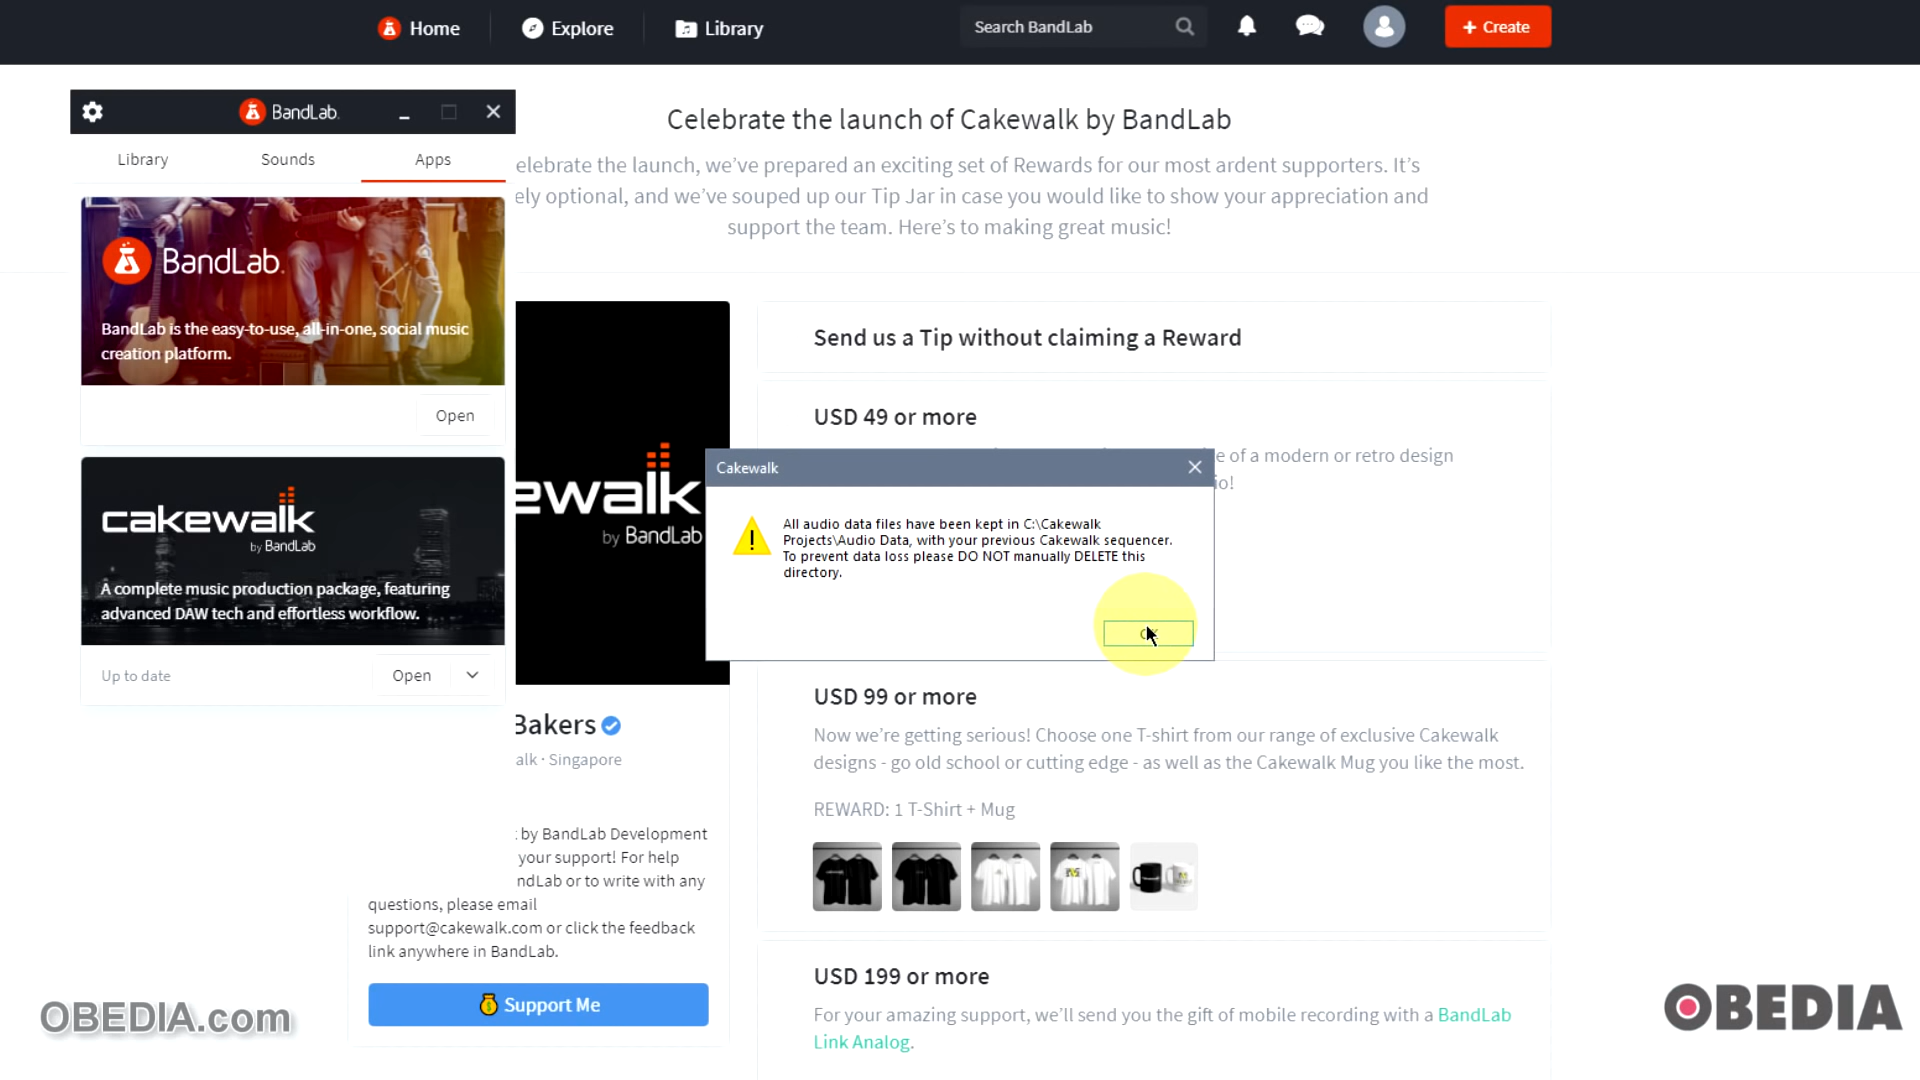 Home
Explore
Library
Search BandLab
+ Create
BandLab
Library
Sounds
Apps
BandLab
BandLab is the easy-to-use, all-in-one, social music
creation platform.
Open
cakewalk
by BandLab
A complete music production package, featuring
advanced DAW tech and effortless workflow.
Up to date
Open
Celebrate the launch of Cakewalk by BandLab
elebrate the launch, we've prepared an exciting set of Rewards for our most ardent supporters. It's
ely optional, and we've souped up our Tip Jar in case you would like to show your appreciation and
support the team. Here's to making great music!
ewalk
by BandLab
Bakers
alk · Singapore
by BandLab Development
your support! For help
ndLab or to write with any
questions, please email
support@cakewalk.com or click the feedback
link anywhere in BandLab.
Support Me
Send us a Tip without claiming a Reward
USD 49 or more
e of a modern or retro design
io!
Cakewalk
All audio data files have been kept in C:\Cakewalk
Projects\Audio Data, with your previous Cakewalk sequencer.
To prevent data loss please DO NOT manually DELETE this
directory.
USD 99 or more
Now we're getting serious! Choose one T-shirt from our range of exclusive Cakewalk
designs - go old school or cutting edge - as well as the Cakewalk Mug you like the most.
REWARD: 1 T-Shirt + Mug
USD 199 or more
For your amazing support, we'll send you the gift of mobile recording with a BandLab
Link Analog.
OBEDIA.com
OBEDIA